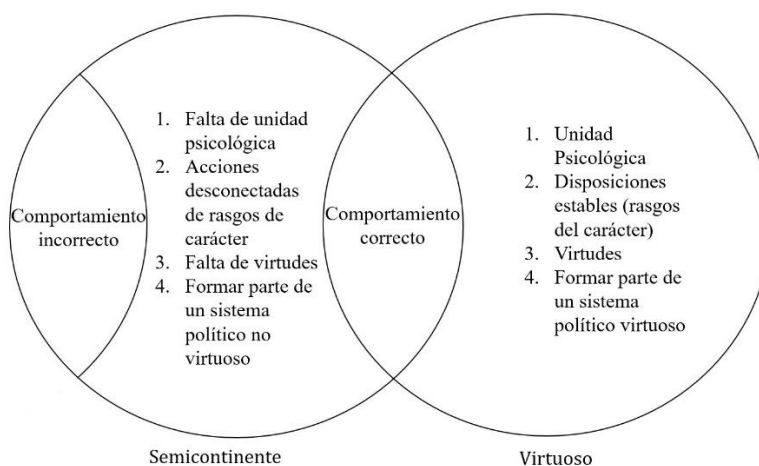 Comportamiento
incorrecto
1. Falta de unidad
psicológica
2. Acciones
desconectadas
de rasgos de
carácter
3. Falta de virtudes
4. Formar parte de
un sistema
político no
virtuoso
Comportamiento
correcto
1. Unidad
Psicológica
2. Disposiciones
estables (rasgos
del carácter)
3. Virtudes
4. Formar parte de
un sistema
político virtuoso
Semicontinente
Virtuoso